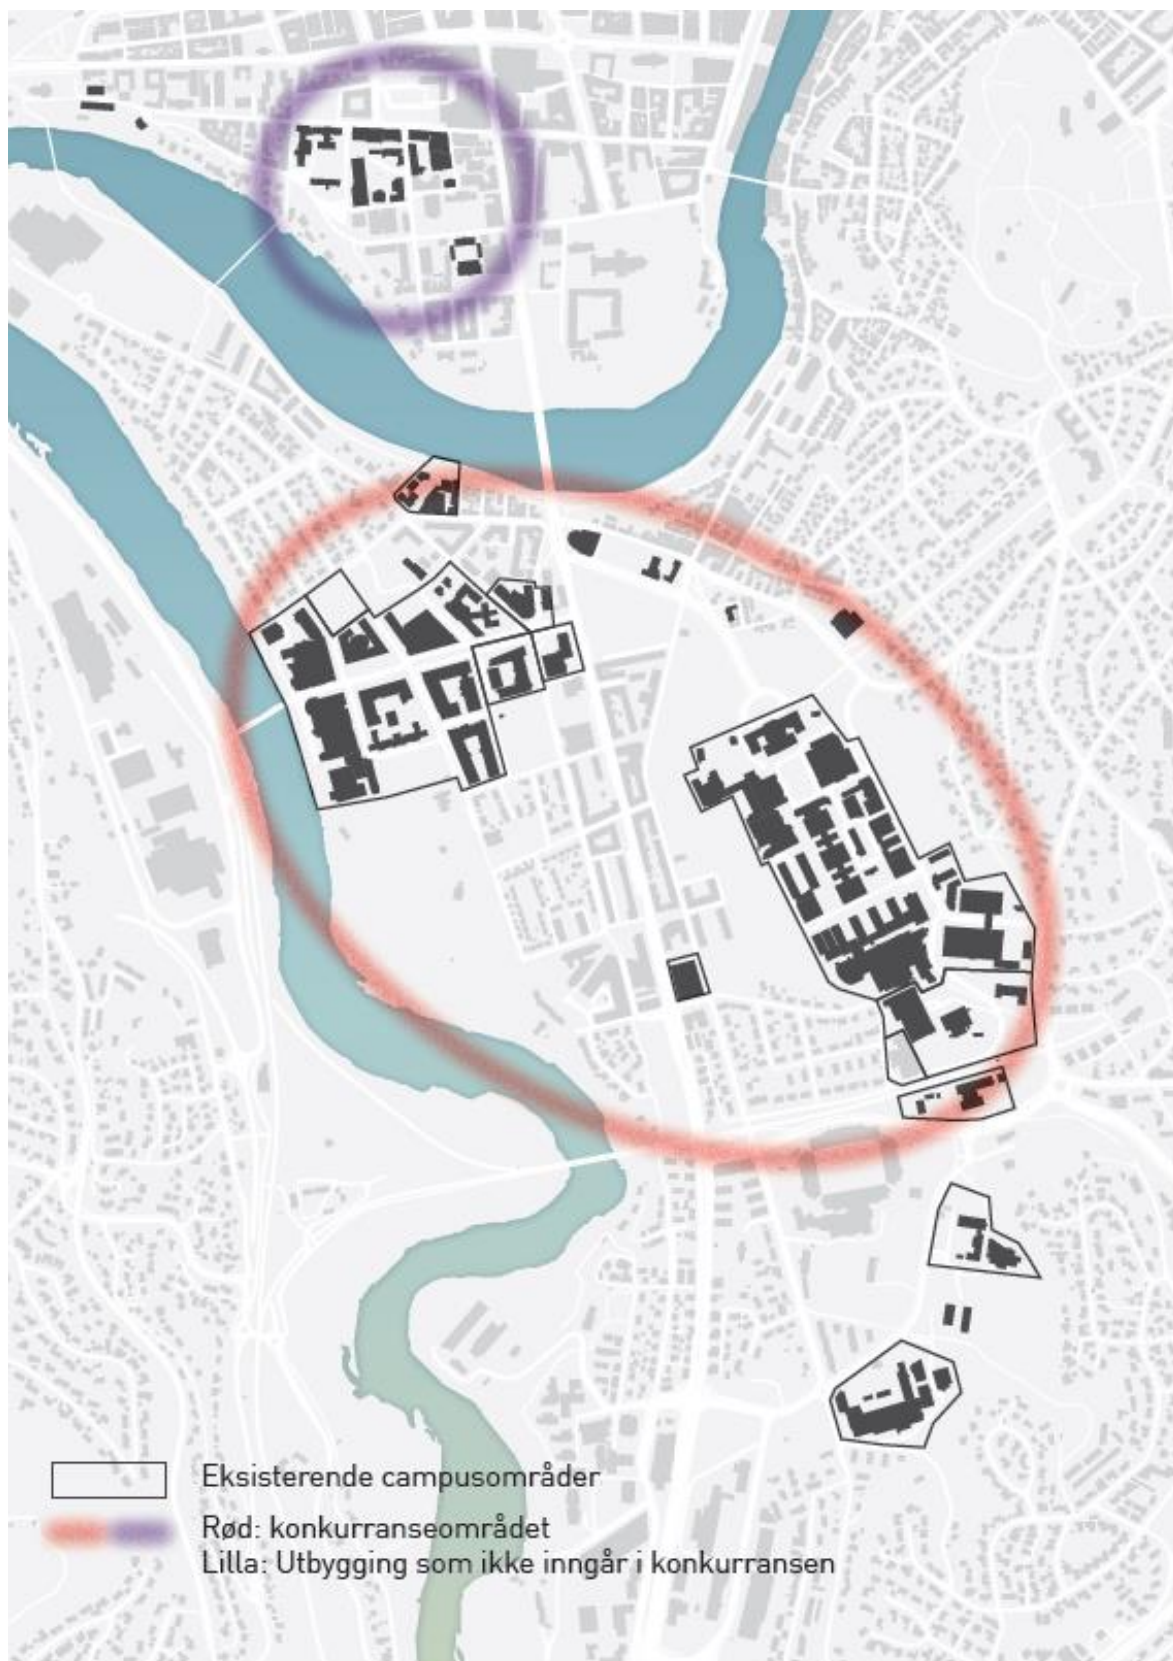 Eksisterende campusområder
Rød: konkurranseområdet
Lilla: Utbygging som ikke inngår i konkurransen